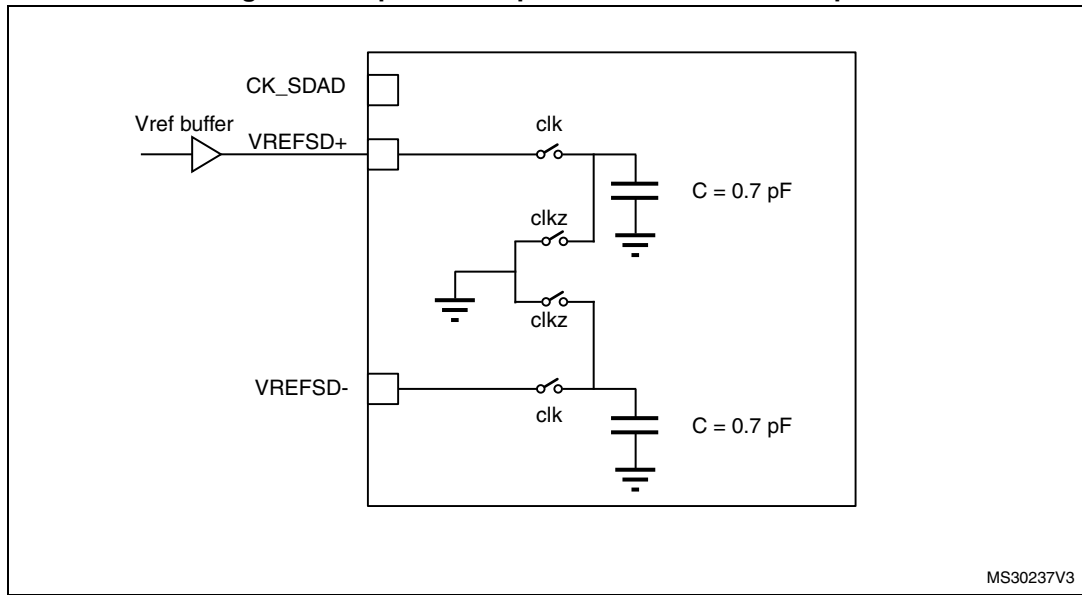 CK_SDAD
clk
Vref buffer
VREFSD+
C = 0.7 pF
clkz
clkz
VREFSD-
clk
C = 0.7 pF
MS30237V3